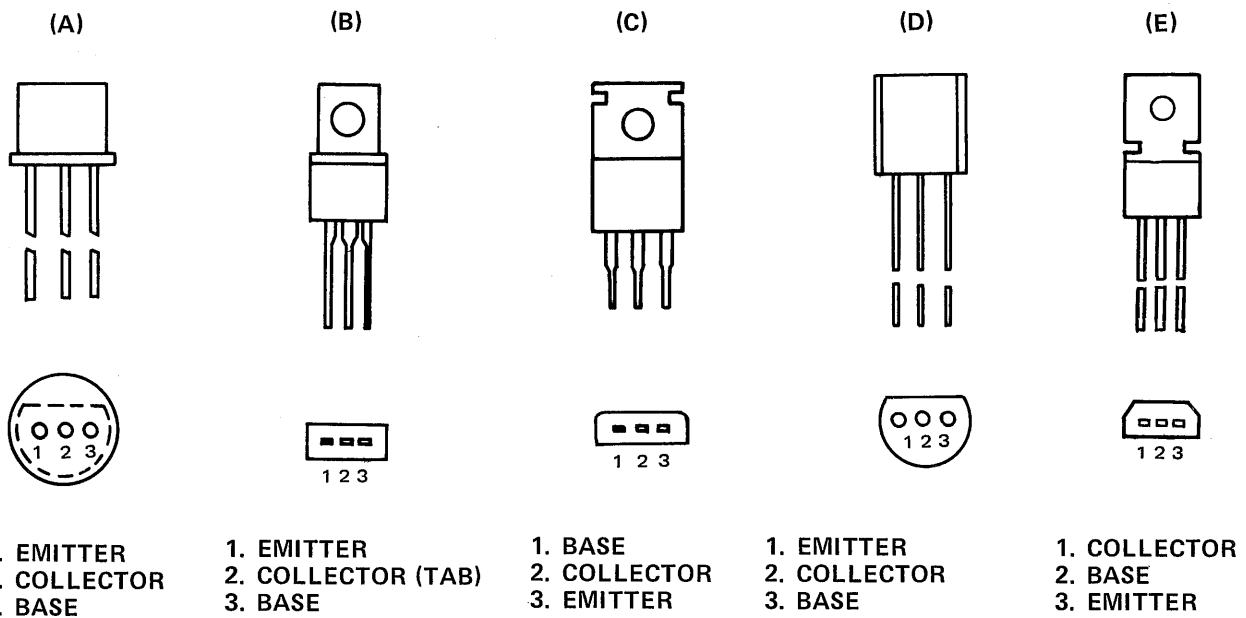 (A) (B) (C) (D) (E)
1 2 3
1 2 3
1 2 3
1 2 3
1 2 3
. EMITTER
. COLLECTOR
. BASE
1. EMITTER
2. COLLECTOR (TAB)
3. BASE
1. BASE
2. COLLECTOR
3. EMITTER
1. EMITTER
2. COLLECTOR
3. BASE
1. COLLECTOR
2. BASE
3. EMITTER